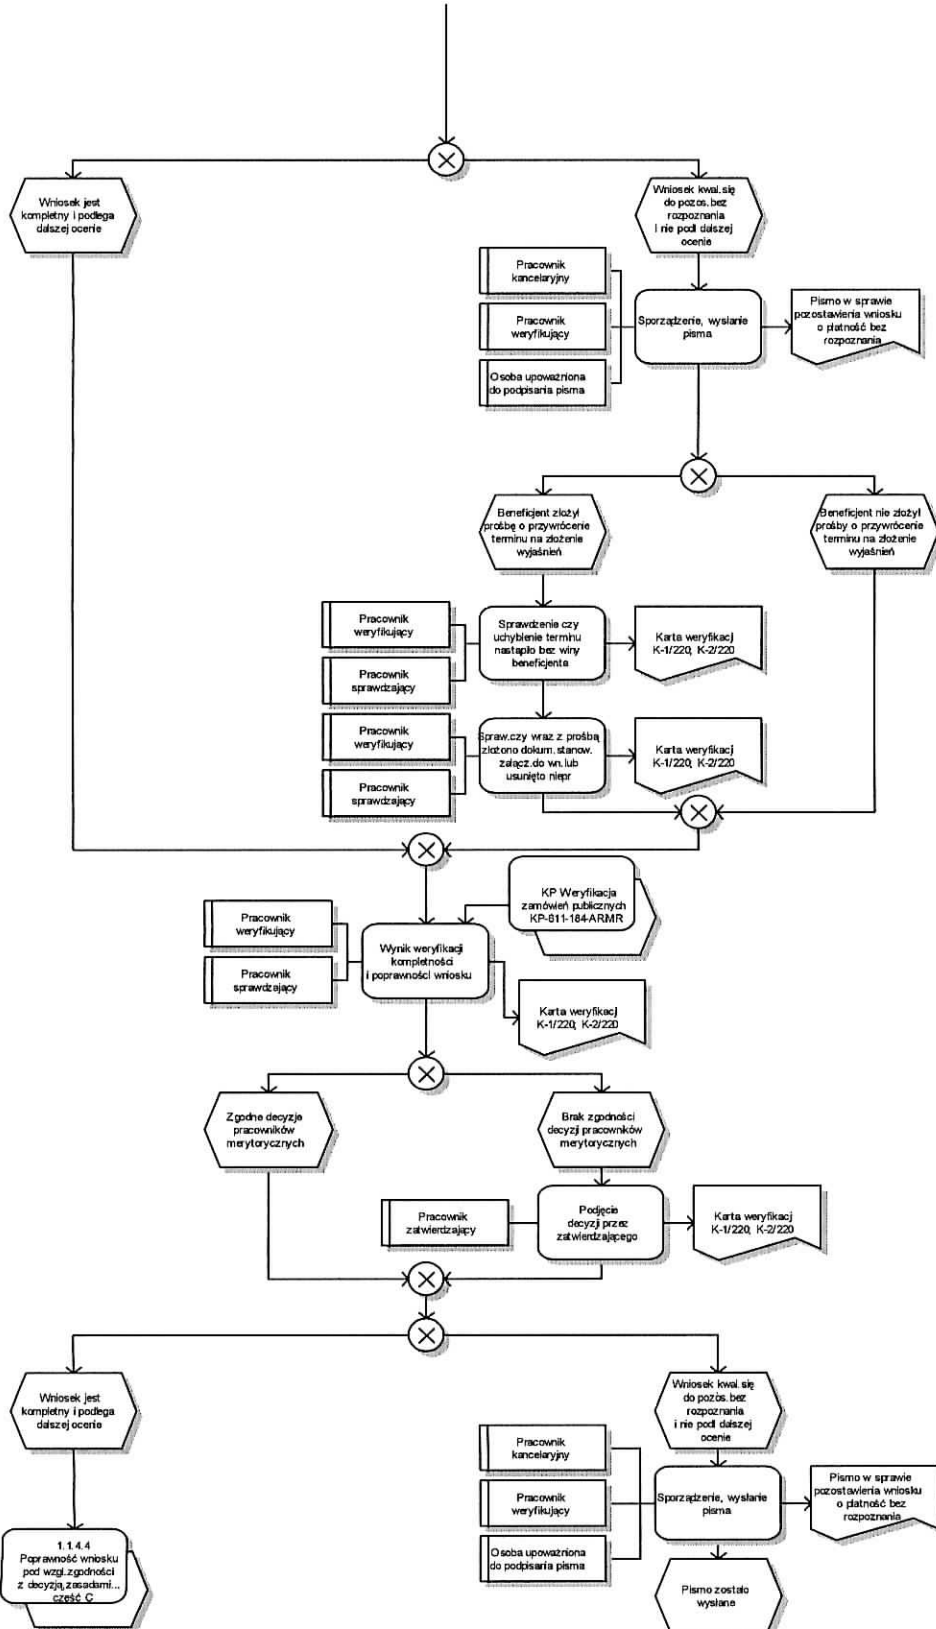 Wniosek jest
kompletny i podlega
dalszej ocenie
Wniosek kwal. się
do pozos. bez
rozpoznania
i nie podl dalszej
ocenie
Pracownik
kancelaryjny
Pracownik
weryfikujący
Osoba upoważniona
do podpisania pisma
Sporządzenie, wysłanie
pisma
Pismo w sprawie
pozostawienia wniosku
o płatność bez
rozpoznania
Beneficjent złożył
prośbę o przywrócenie
terminu na złożenie
wyjaśnień
Beneficjent nie złożył
prośby o przywrócenie
terminu na złożenie
wyjaśnień
Pracownik
weryfikujący
Pracownik
sprawdzający
Sprawdzenie czy
uchybienie terminu
nastąpło bez winy
beneficjenta
Karta weryfikacj
K-1/220; K-2/220
Pracownik
weryfikujący
Pracownik
sprawdzający
Spraw.czy wraz z prośbą
złożono dokum.stanow.
załącz.do wn.lub
usunięto niepr
Karta weryfikacj
K-1/220; K-2/220
KP Weryfikacja
zamówień publicznych
KP-611-184-ARMR
Pracownik
weryfikujący
Pracownik
sprawdzający
Wynik weryfikacji
kompletności
i poprawności wniosku
Karta weryfikacj
K-1/220; K-2/220
Zgodne decyzje
pracowników
merytorycznych
Brak zgodności
decyzji pracowników
merytorycznych
Pracownik
zatwierdzający
Podjęcie
decyzji przez
zatwierdzającego
Karta weryfikacj
K-1/220; K-2/220
Wniosek jest
kompletny i podlega
dalszej ocenie
Wniosek kwal. się
do pozos. bez
rozpoznania
i nie podl dalszej
ocenie
Pracownik
kancelaryjny
Pracownik
weryfikujący
Osoba upoważniona
do podpisania pisma
Sporządzenie, wysłanie
pisma
Pismo w sprawie
pozostawienia wniosku
o płatność bez
rozpoznania
1.1.4.4
Poprawność wniosku
pod wzgl.zgodności
z decyzją,zasadami...
część C
Pismo zostało
wysłane